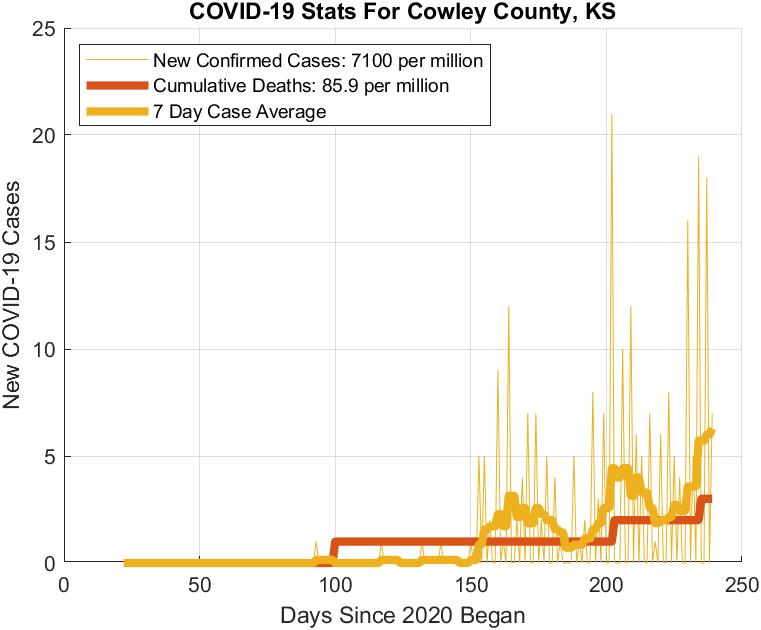 COVID-19 Stats For Cowley County, KS
New Confirmed Cases: 7100 per million
Cumulative Deaths: 85.9 per million
7 Day Case Average
New COVID-19 Cases
25
20
15
10
5
0
0 50 100 150 200 250
Days Since 2020 Began